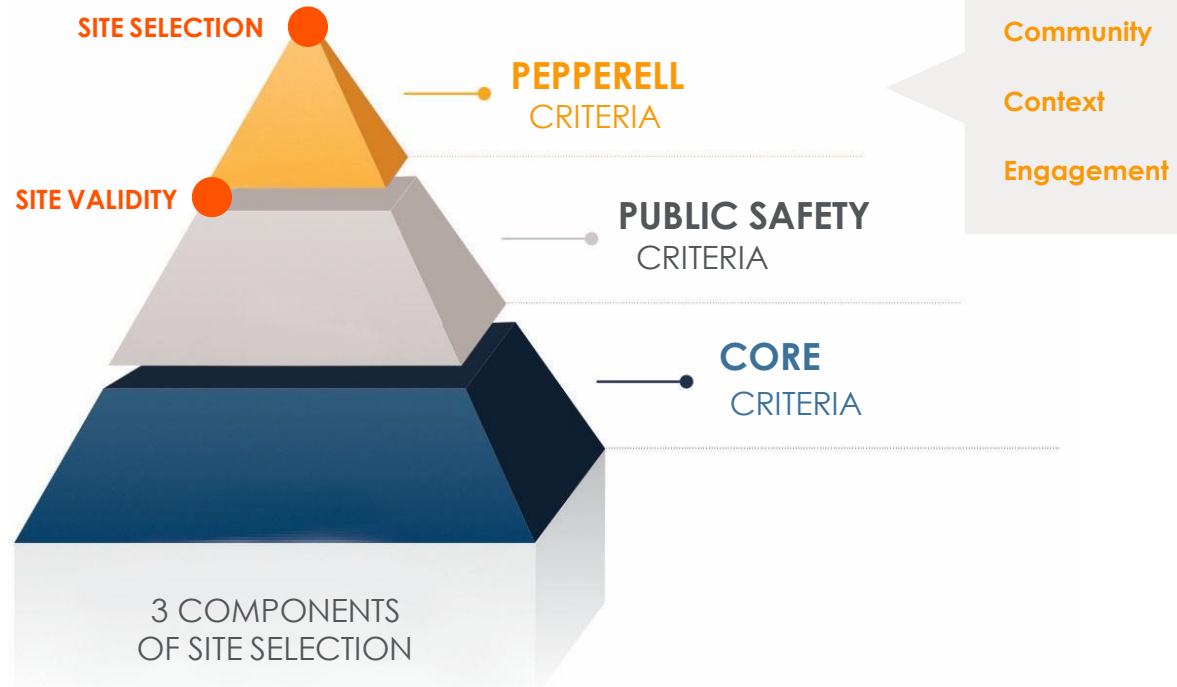 SITE SELECTION
PEPPERELL
CRITERIA
Community
Context
Engagement
SITE VALIDITY
PUBLIC SAFETY
CRITERIA
CORE
CRITERIA
3 COMPONENTS
OF SITE SELECTION